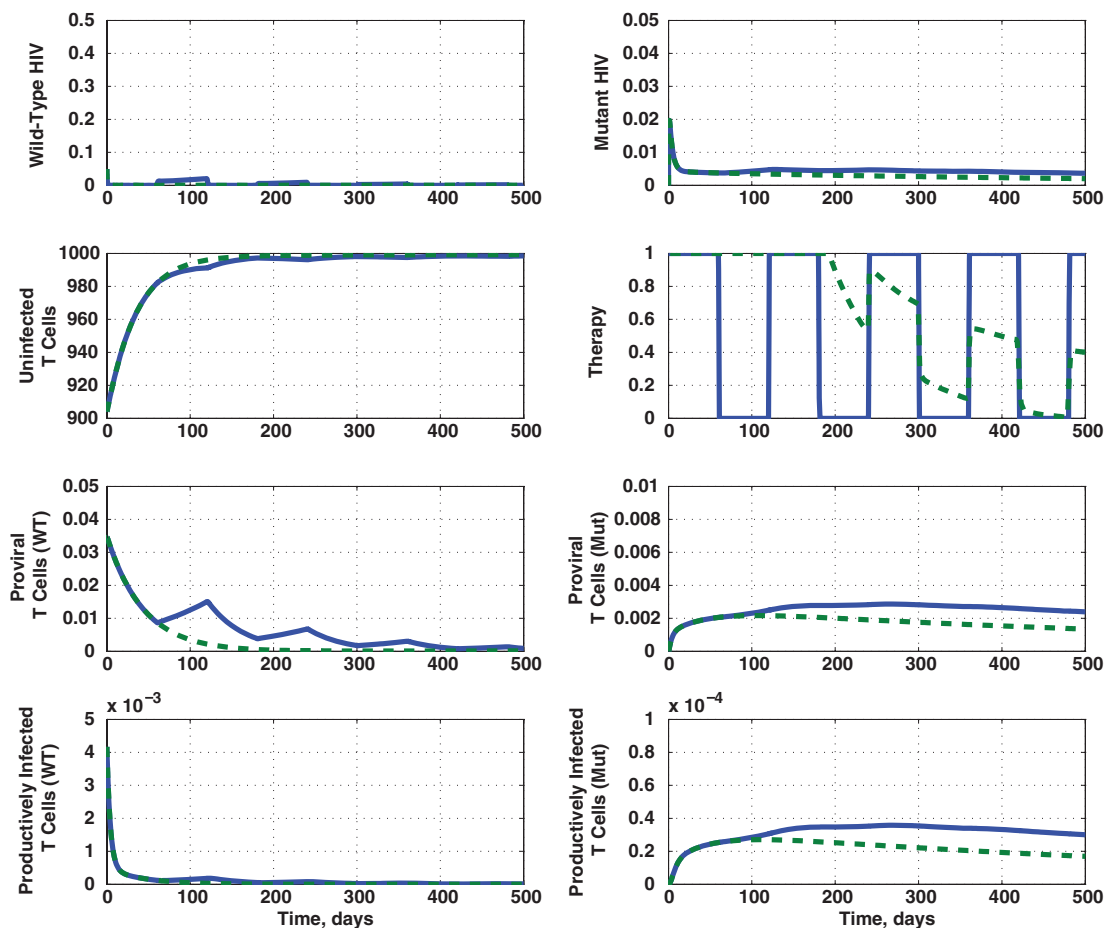 0.5
0.4
0.3
0.2
0.1
0
0 100 200 300 400 500
Wild-Type HIV
0.05
0.04
0.03
0.02
0.01
0
0 100 200 300 400 500
Mutant HIV
1000
980
960
940
920
900
0 100 200 300 400 500
Uninfected
T Cells
1
0.8
0.6
0.4
0.2
0
0 100 200 300 400 500
Therapy
0.05
0.04
0.03
0.02
0.01
0
0 100 200 300 400 500
Proviral
T Cells (WT)
0.01
0.008
0.006
0.004
0.002
0
0 100 200 300 400 500
Proviral
T Cells (Mut)
x 10⁻³
5
4
3
2
1
0
0 100 200 300 400 500
Productively Infected
T Cells (WT)
Time, days
x 10⁻⁴
1
0.8
0.6
0.4
0.2
0
0 100 200 300 400 500
Productively Infected
T Cells (Mut)
Time, days